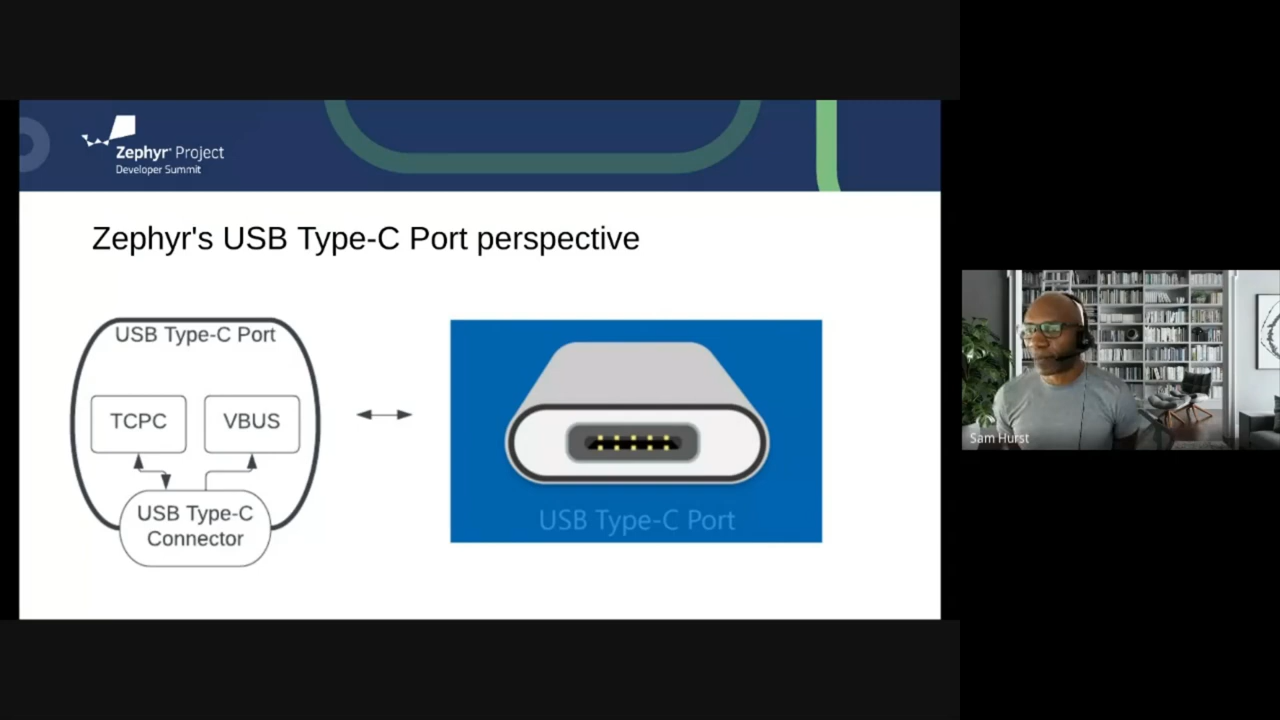 Zephyr® Project
Developer Summit
Zephyr's USB Type-C Port perspective
USB Type-C Port
TCPC
VBUS
USB Type-C
Connector
USB Type-C Port
Sam Hurst